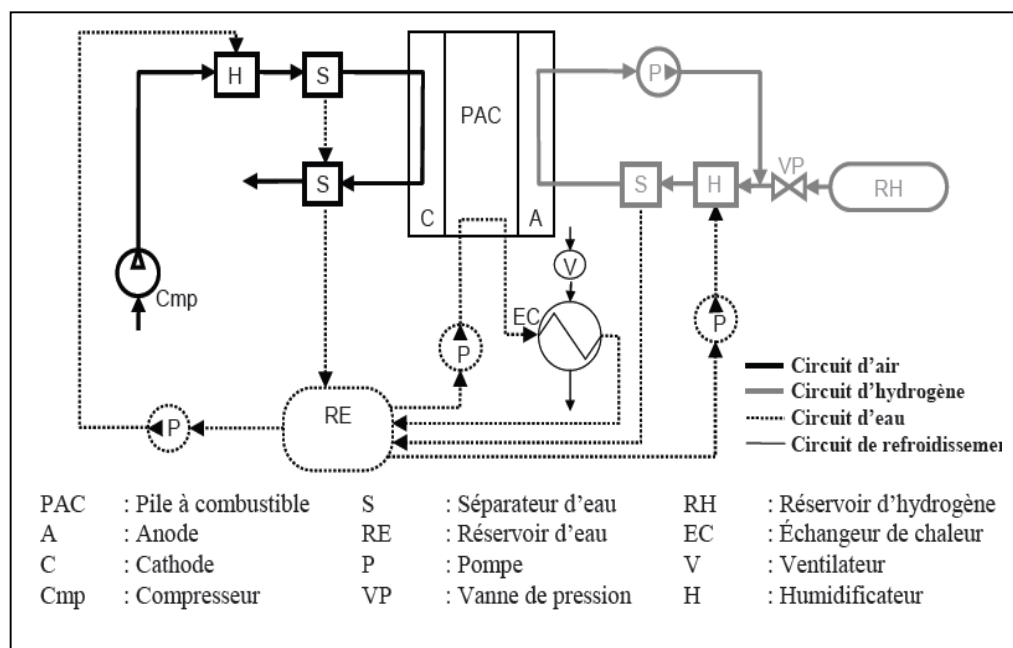 H
S
P
PAC
VP
S
S
H
RH
C
A
V
Cmp
EC
P
P
RE
P
Circuit d'air
Circuit d'hydrogène
Circuit d'eau
Circuit de refroidissemen
PAC : Pile à combustible S : Séparateur d'eau RH : Réservoir d'hydrogène
A : Anode RE : Réservoir d'eau EC : Échangeur de chaleur
C : Cathode P : Pompe V : Ventilateur
Cmp : Compresseur VP : Vanne de pression H : Humidificateur